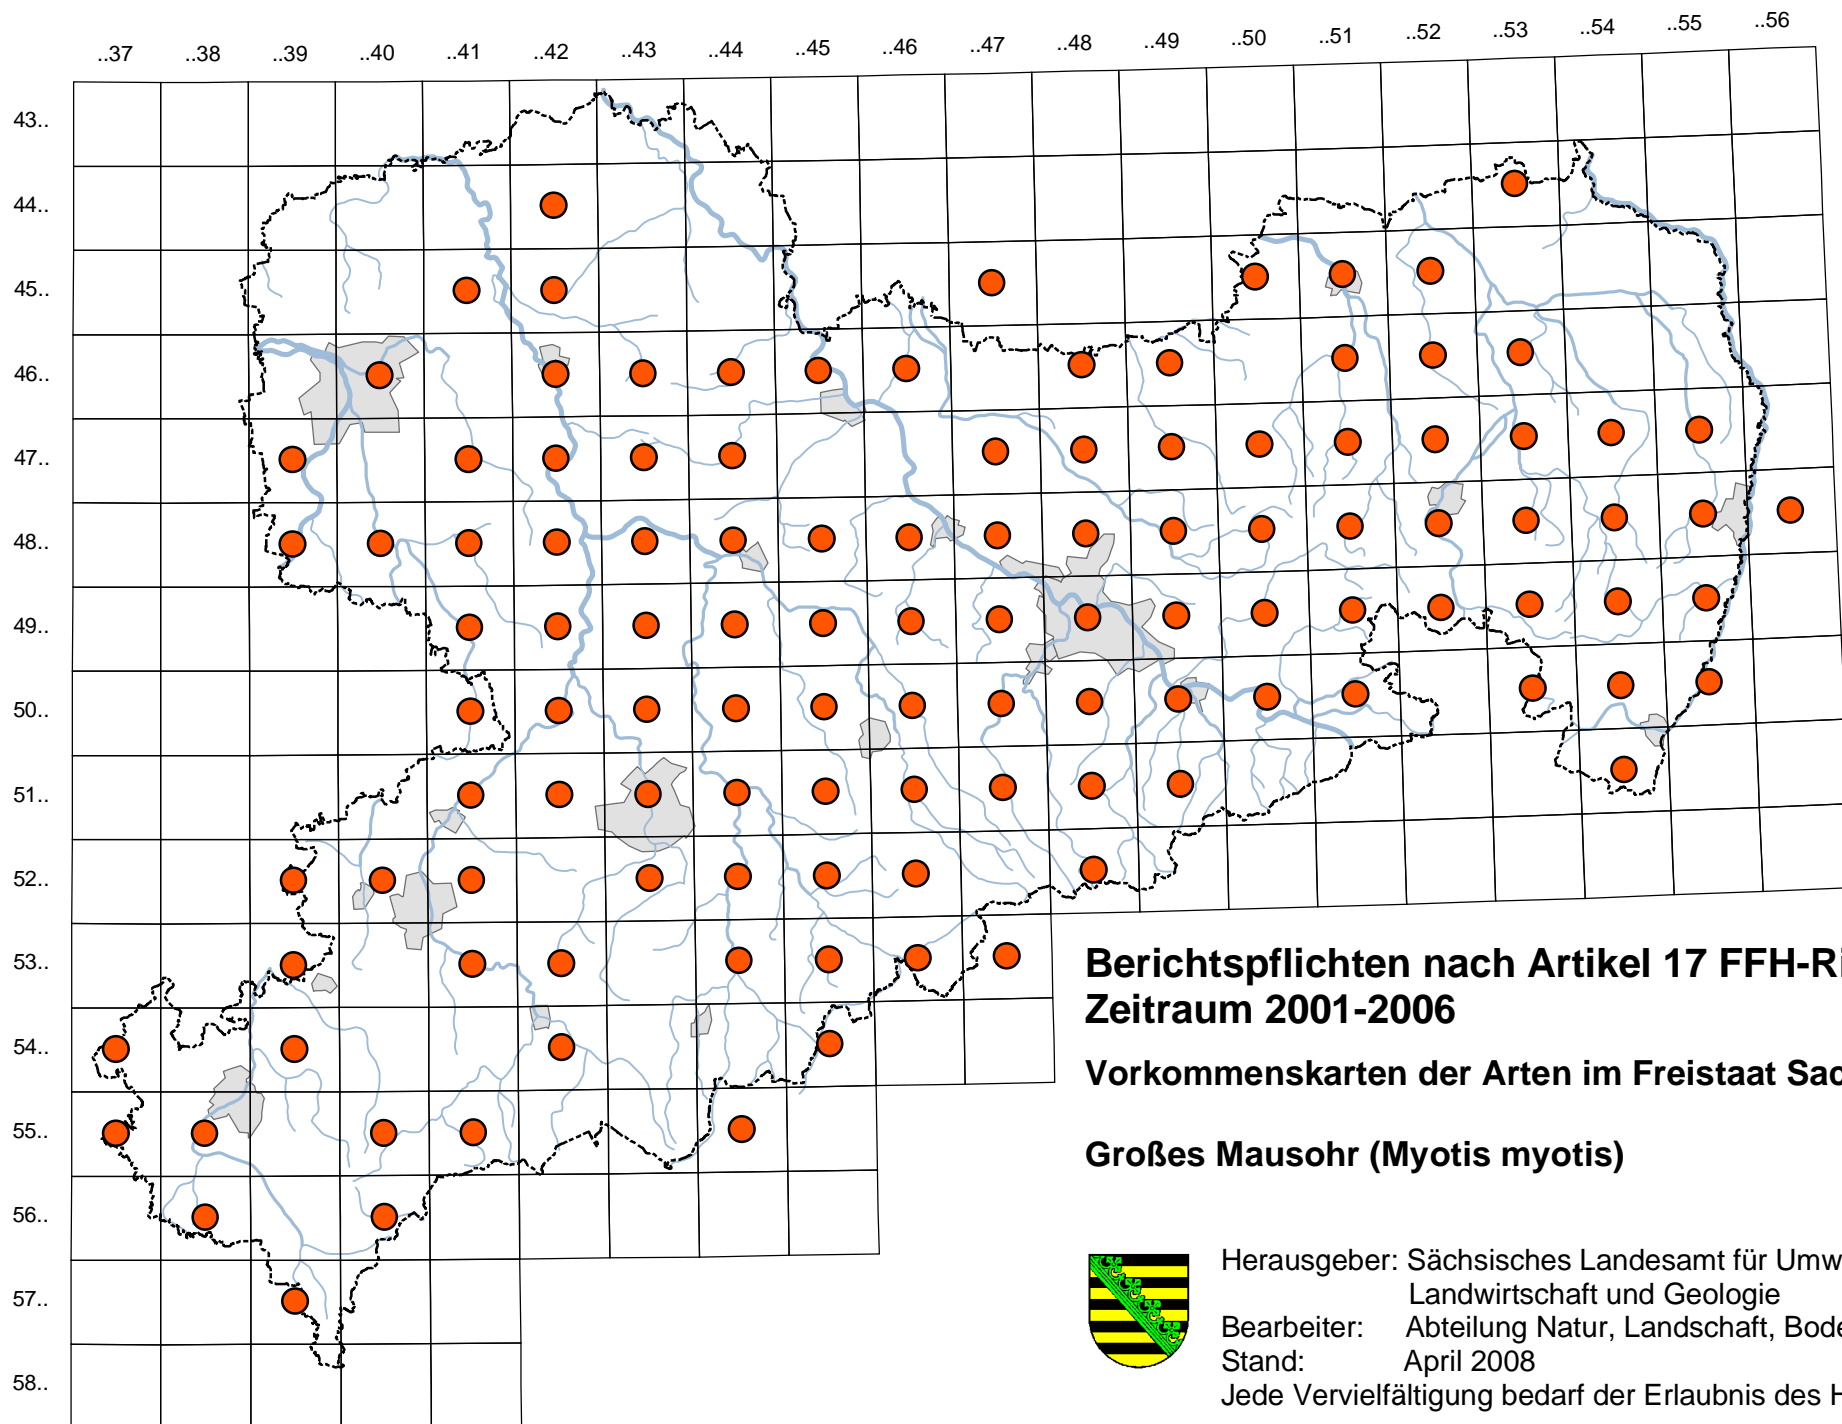 ..37 ..38 ..39 ..40 ..41 ..42 ..43 ..44 ..45 ..46 ..47 ..48 ..49 ..50 ..51 ..52 ..53 ..54 ..55 ..56
43..
44..
45..
46..
47..
48..
49..
50..
51..
52..
53..
54..
55..
56..
57..
58..
Berichtspflichten nach Artikel 17 FFH-Ri
Zeitraum 2001-2006
Vorkommenskarten der Arten im Freistaat Sac
Großes Mausohr (Myotis myotis)
Herausgeber: Sächsisches Landesamt für Umw
Landwirtschaft und Geologie
Bearbeiter: Abteilung Natur, Landschaft, Bode
Stand: April 2008
Jede Vervielfältigung bedarf der Erlaubnis des H